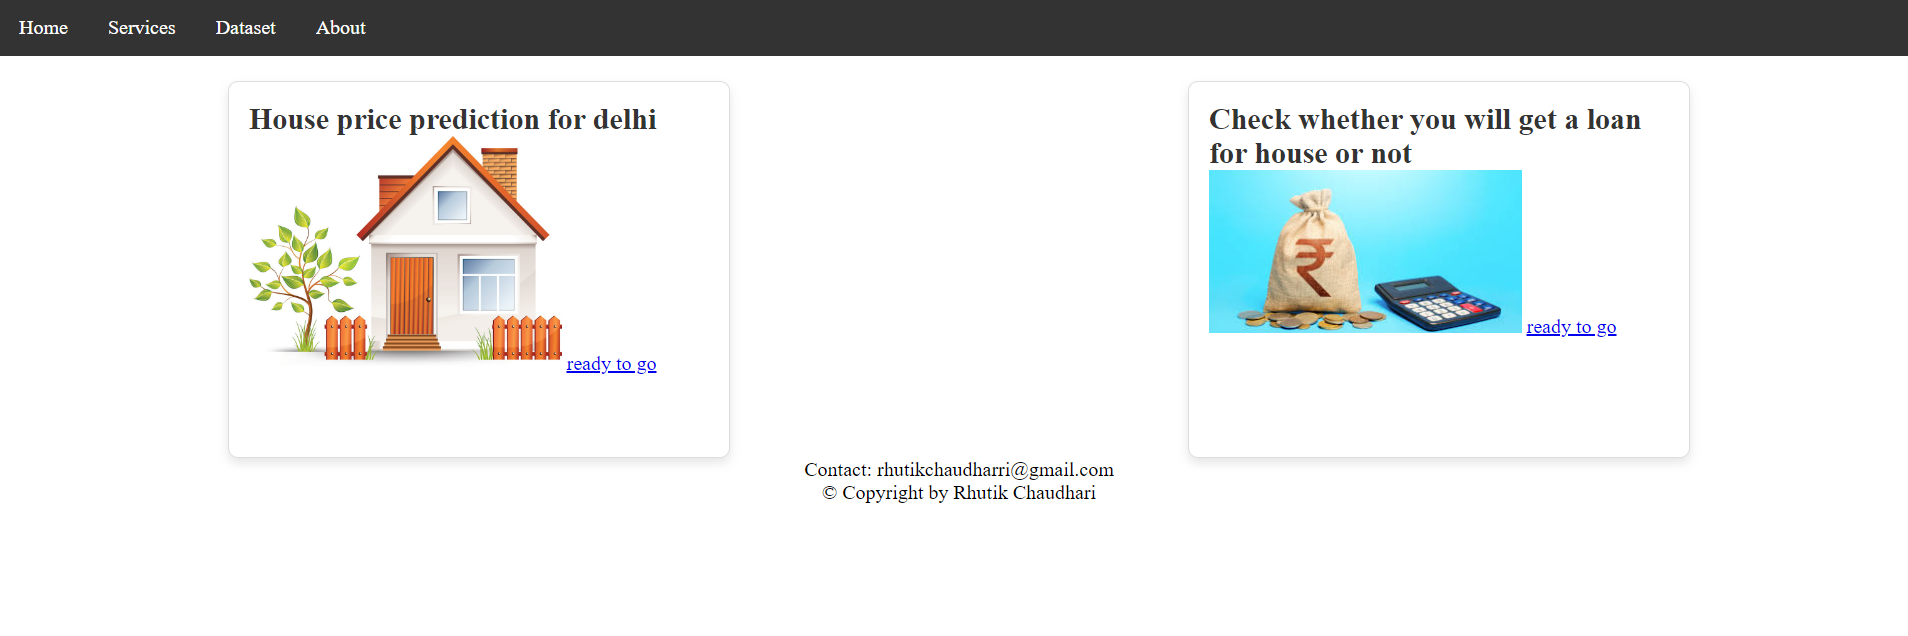 Home Services Dataset About
House price prediction for delhi
ready to go
Check whether you will get a loan
for house or not
₹
ready to go
Contact: rhutikchaudharri@gmail.com
© Copyright by Rhutik Chaudhari